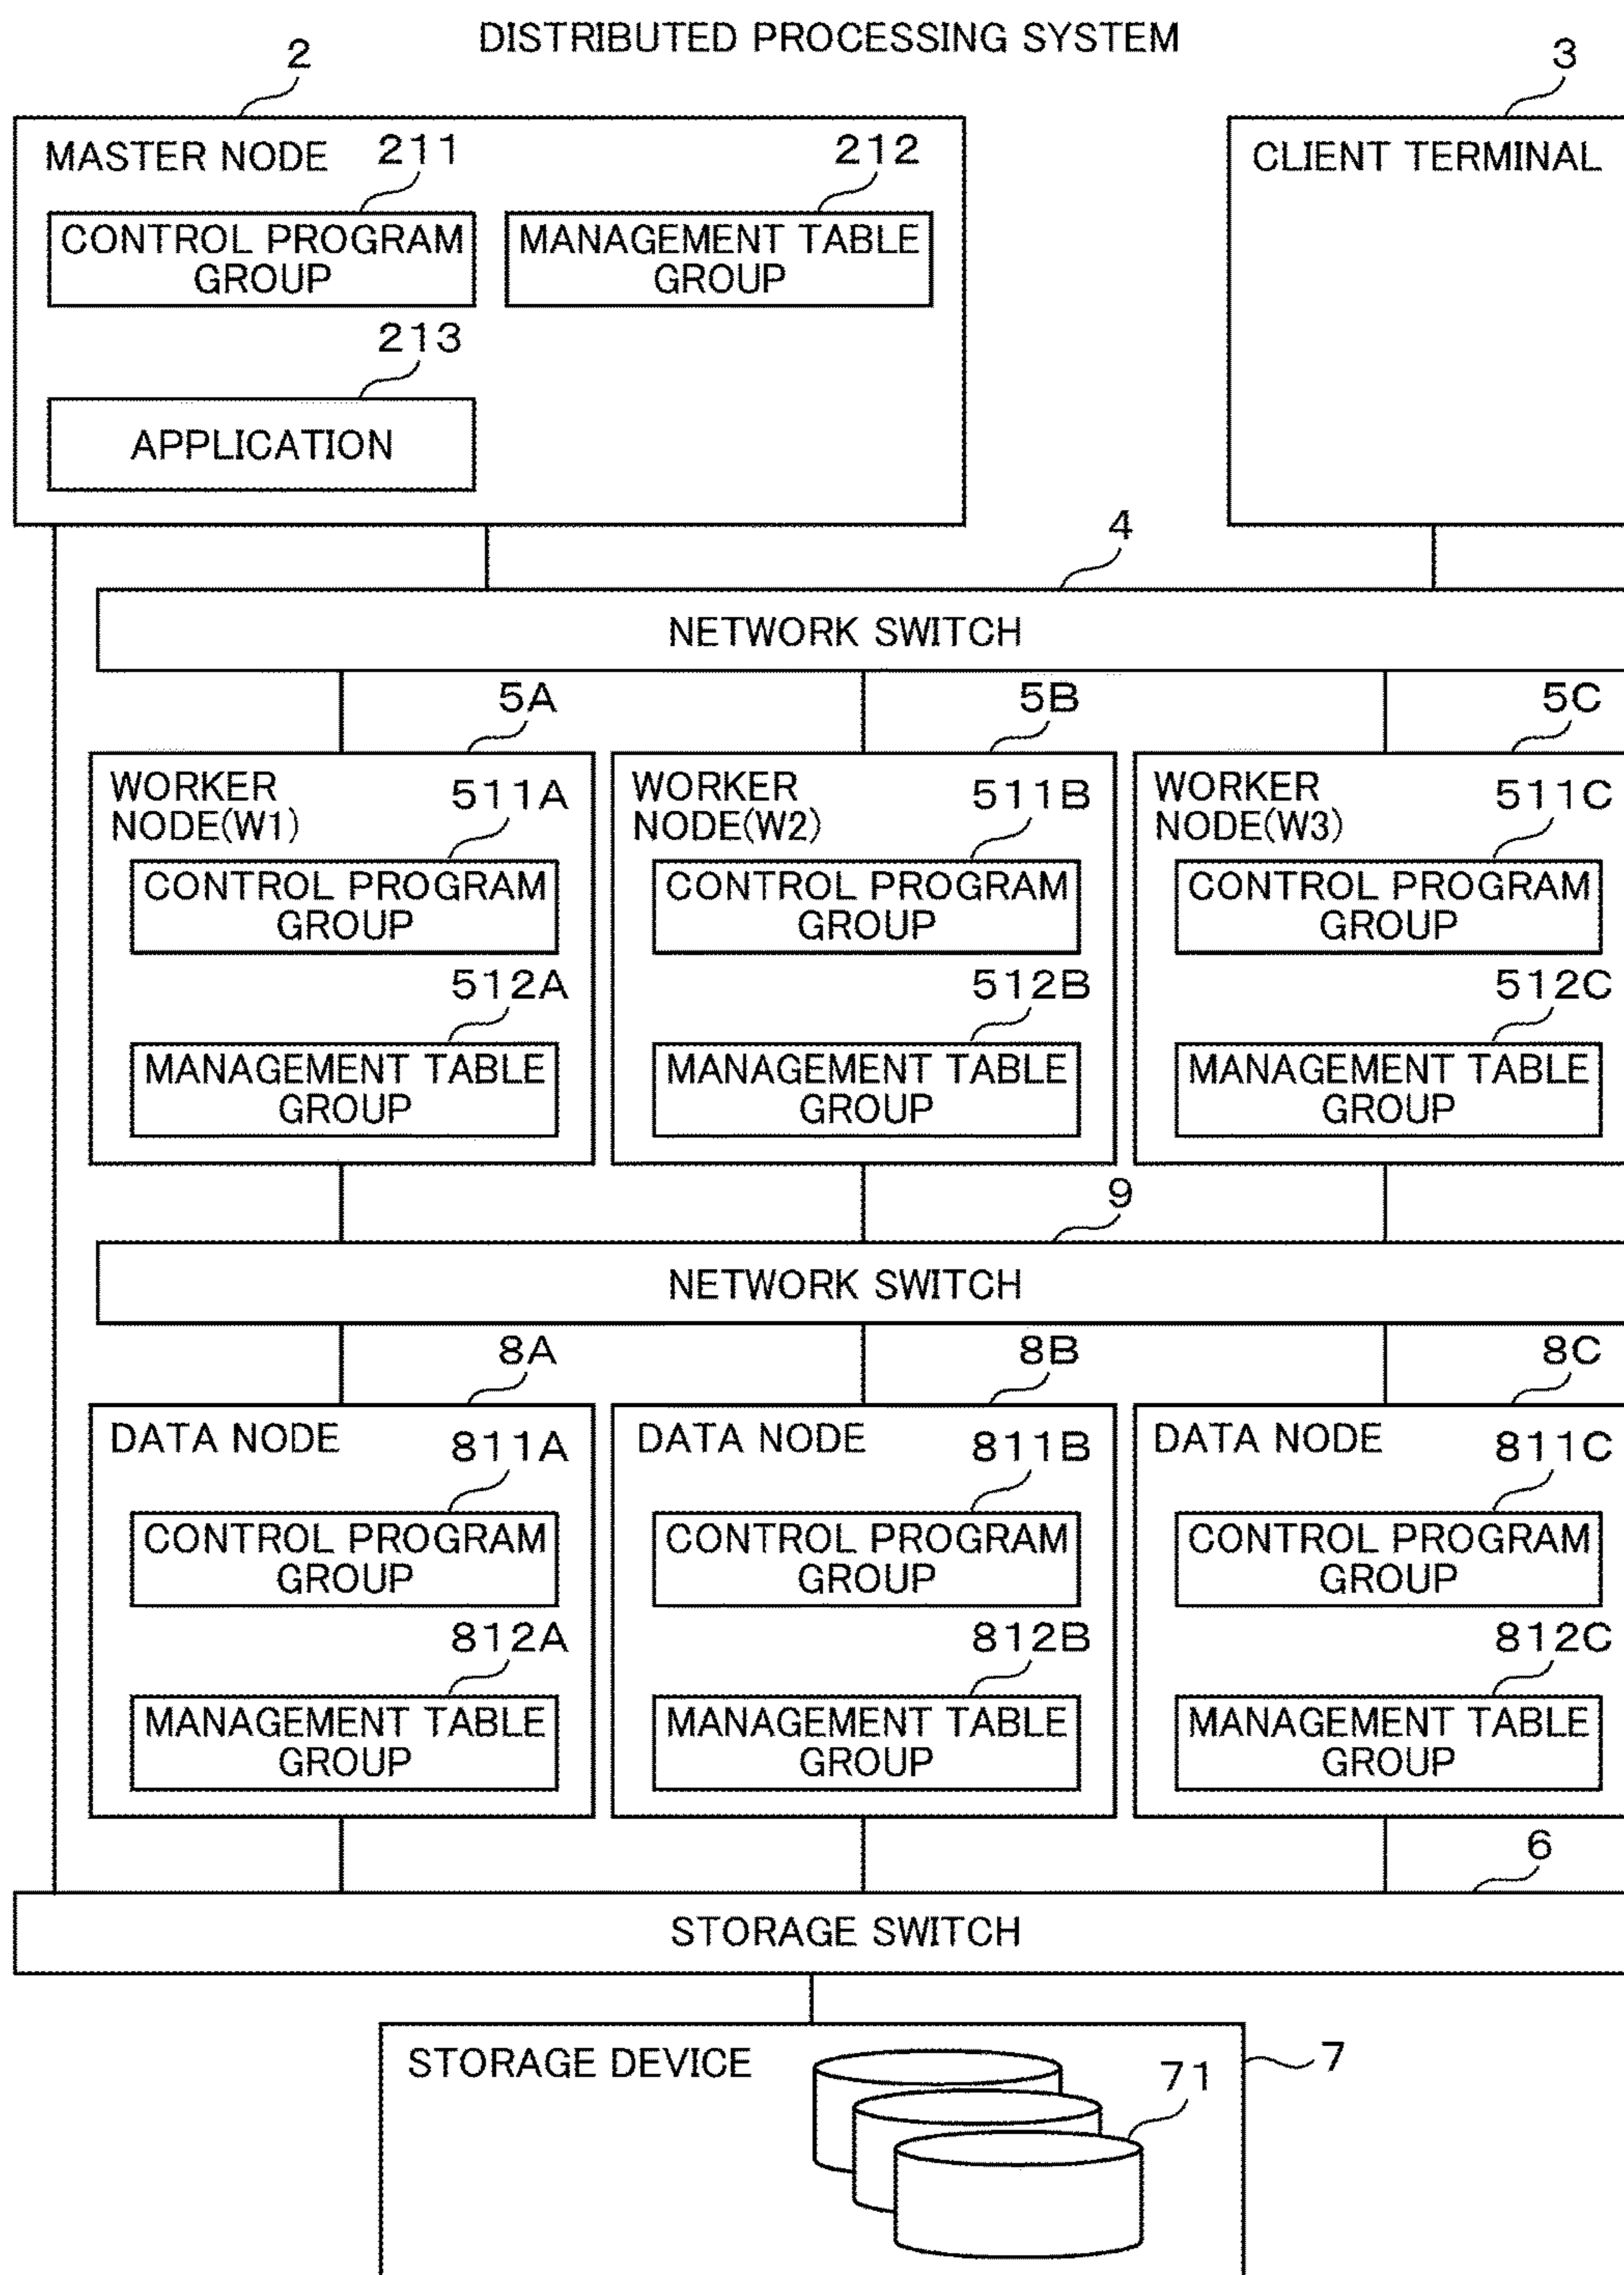 DISTRIBUTED PROCESSING SYSTEM
2
3
MASTER NODE
211
212
CLIENT TERMINAL
CONTROL PROGRAM
GROUP
MANAGEMENT TABLE
GROUP
213
APPLICATION
4
NETWORK SWITCH
5A
5B
5C
WORKER
NODE(W1)
511A
WORKER
NODE(W2)
511B
WORKER
NODE(W3)
511C
CONTROL PROGRAM
GROUP
CONTROL PROGRAM
GROUP
CONTROL PROGRAM
GROUP
512A
512B
512C
MANAGEMENT TABLE
GROUP
MANAGEMENT TABLE
GROUP
MANAGEMENT TABLE
GROUP
9
NETWORK SWITCH
8A
8B
8C
DATA NODE
811A
DATA NODE
811B
DATA NODE
811C
CONTROL PROGRAM
GROUP
CONTROL PROGRAM
GROUP
CONTROL PROGRAM
GROUP
812A
812B
812C
MANAGEMENT TABLE
GROUP
MANAGEMENT TABLE
GROUP
MANAGEMENT TABLE
GROUP
6
STORAGE SWITCH
STORAGE DEVICE
7
71